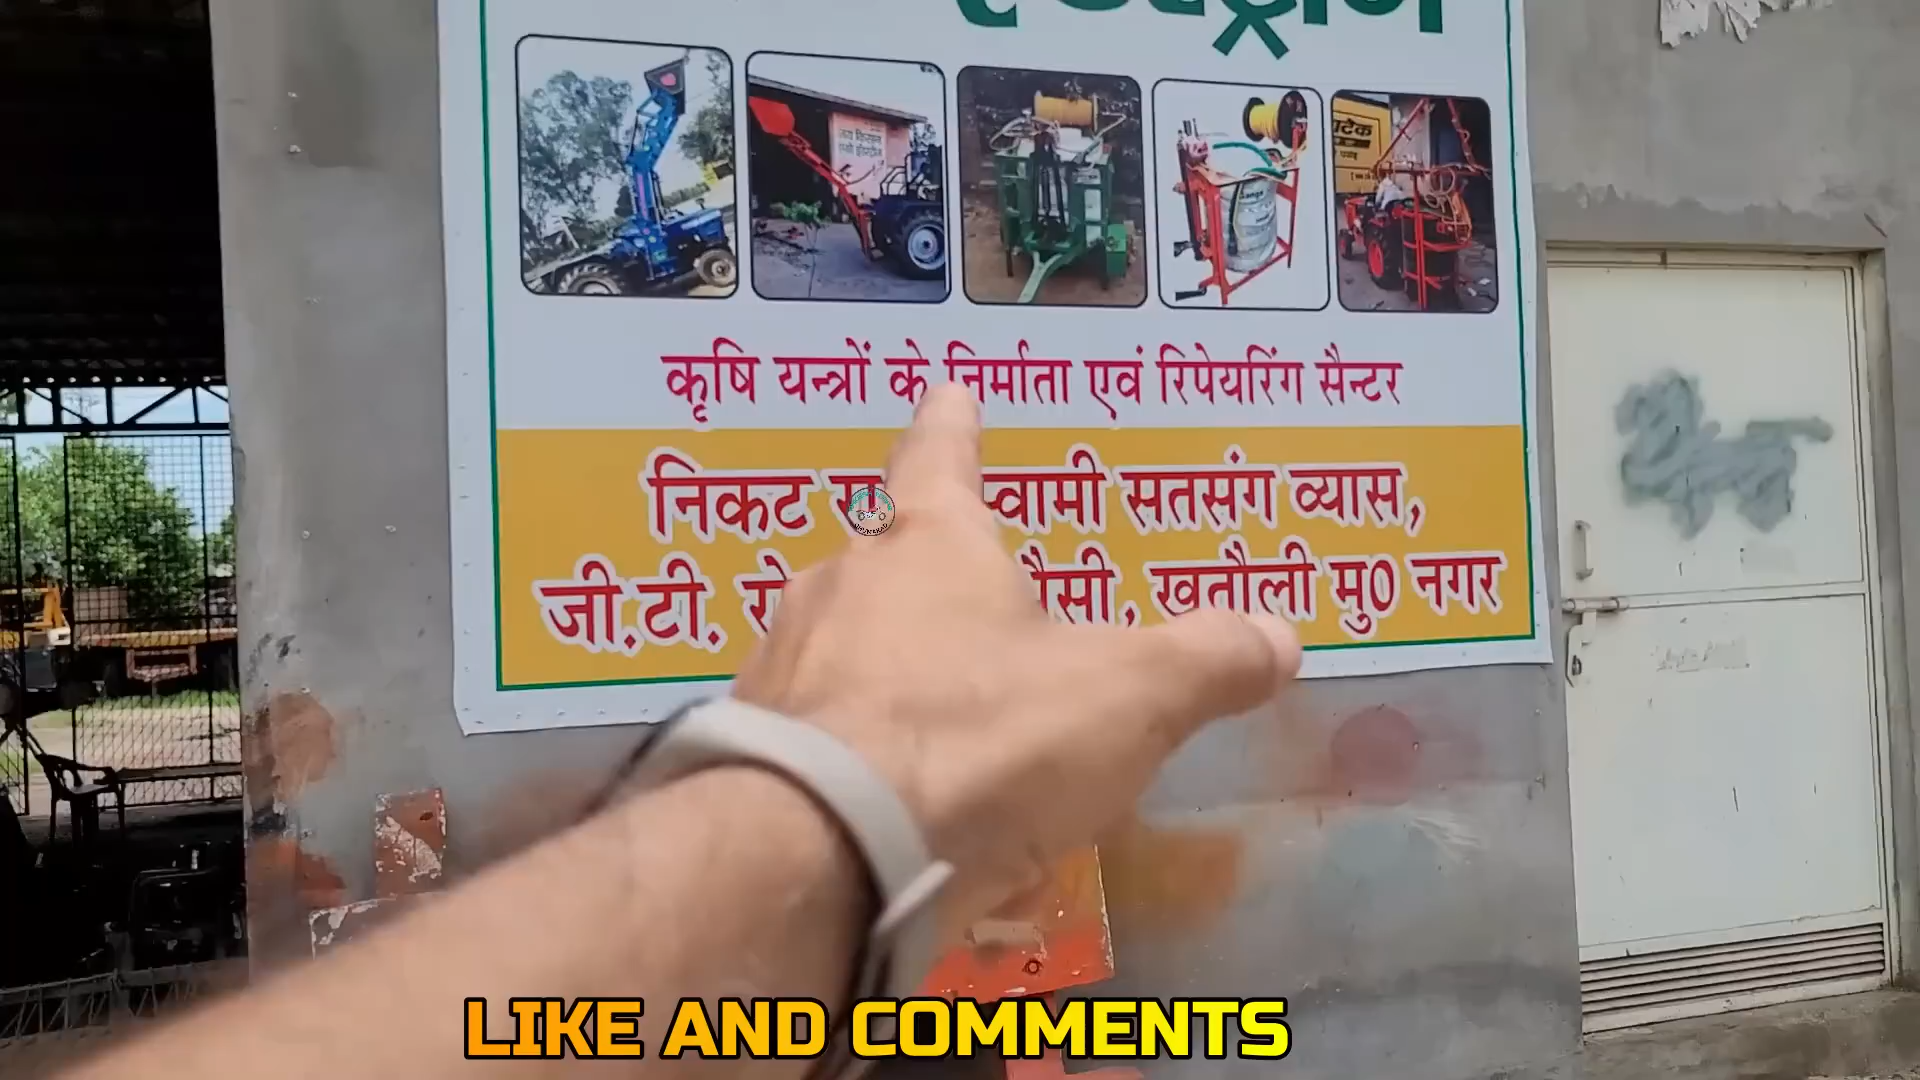 कृषि यन्त्रों के निर्माता एवं रिपेयरिंग सैन्टर
निकट स्वामी सतसंग व्यास,
जी.टी. खतौली मु0 नगर
LIKE AND COMMENTS